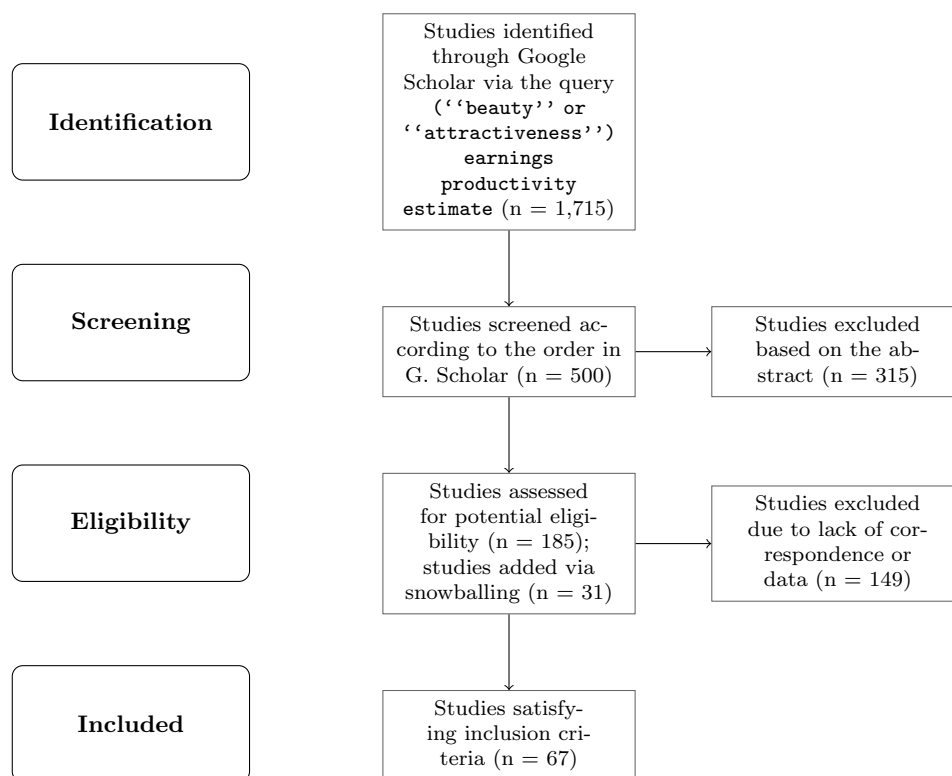 Identification
Studies identified
through Google
Scholar via the query
(‘‘beauty’’ or
‘‘attractiveness’’)
earnings
productivity
estimate (n = 1,715)
Screening
Studies screened ac-
cording to the order in
G. Scholar (n = 500)
Studies excluded
based on the ab-
stract (n = 315)
Eligibility
Studies assessed
for potential eligi-
bility (n = 185);
studies added via
snowballing (n = 31)
Studies excluded
due to lack of cor-
respondence or
data (n = 149)
Included
Studies satisfy-
ing inclusion cri-
teria (n = 67)